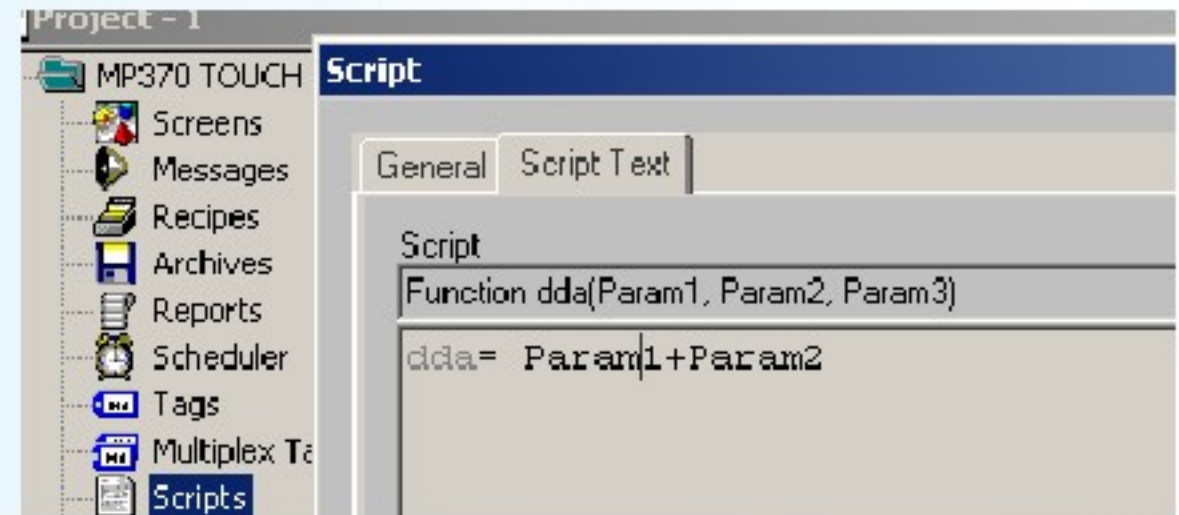 Project - 1
MP370 TOUCH
Screens
Messages
Recipes
Archives
Reports
Scheduler
Tags
Multiplex Ta
Scripts
Script
General
Script Text
Script
Function dda(Param1, Param2, Param3)
dda= Param1+Param2